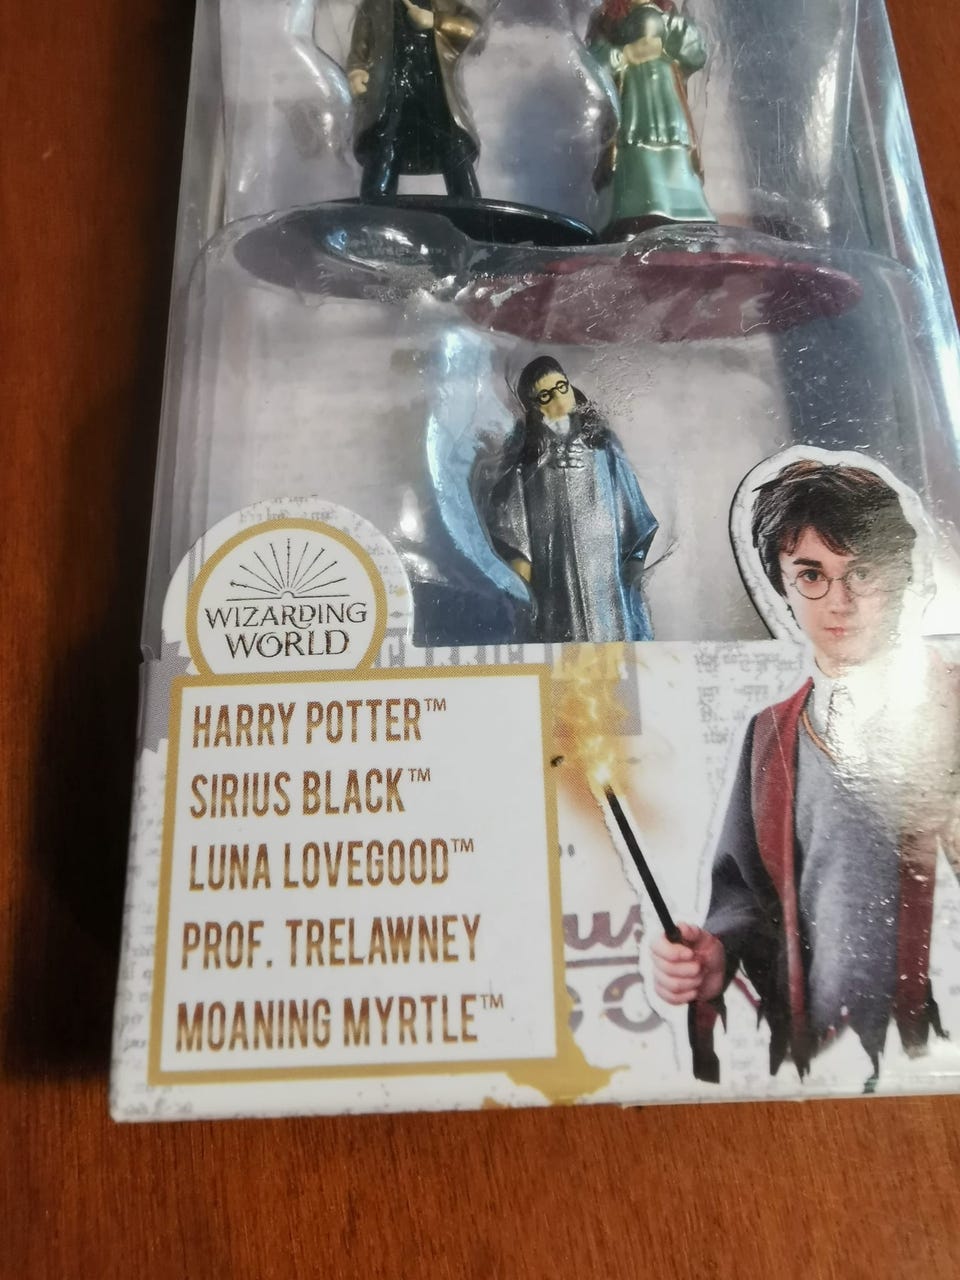 WIZARDING
WORLD
HARRY POTTER™
SIRIUS BLACK™
LUNA LOVEGOOD™
PROF. TRELAWNEY
MOANING MYRTLE™